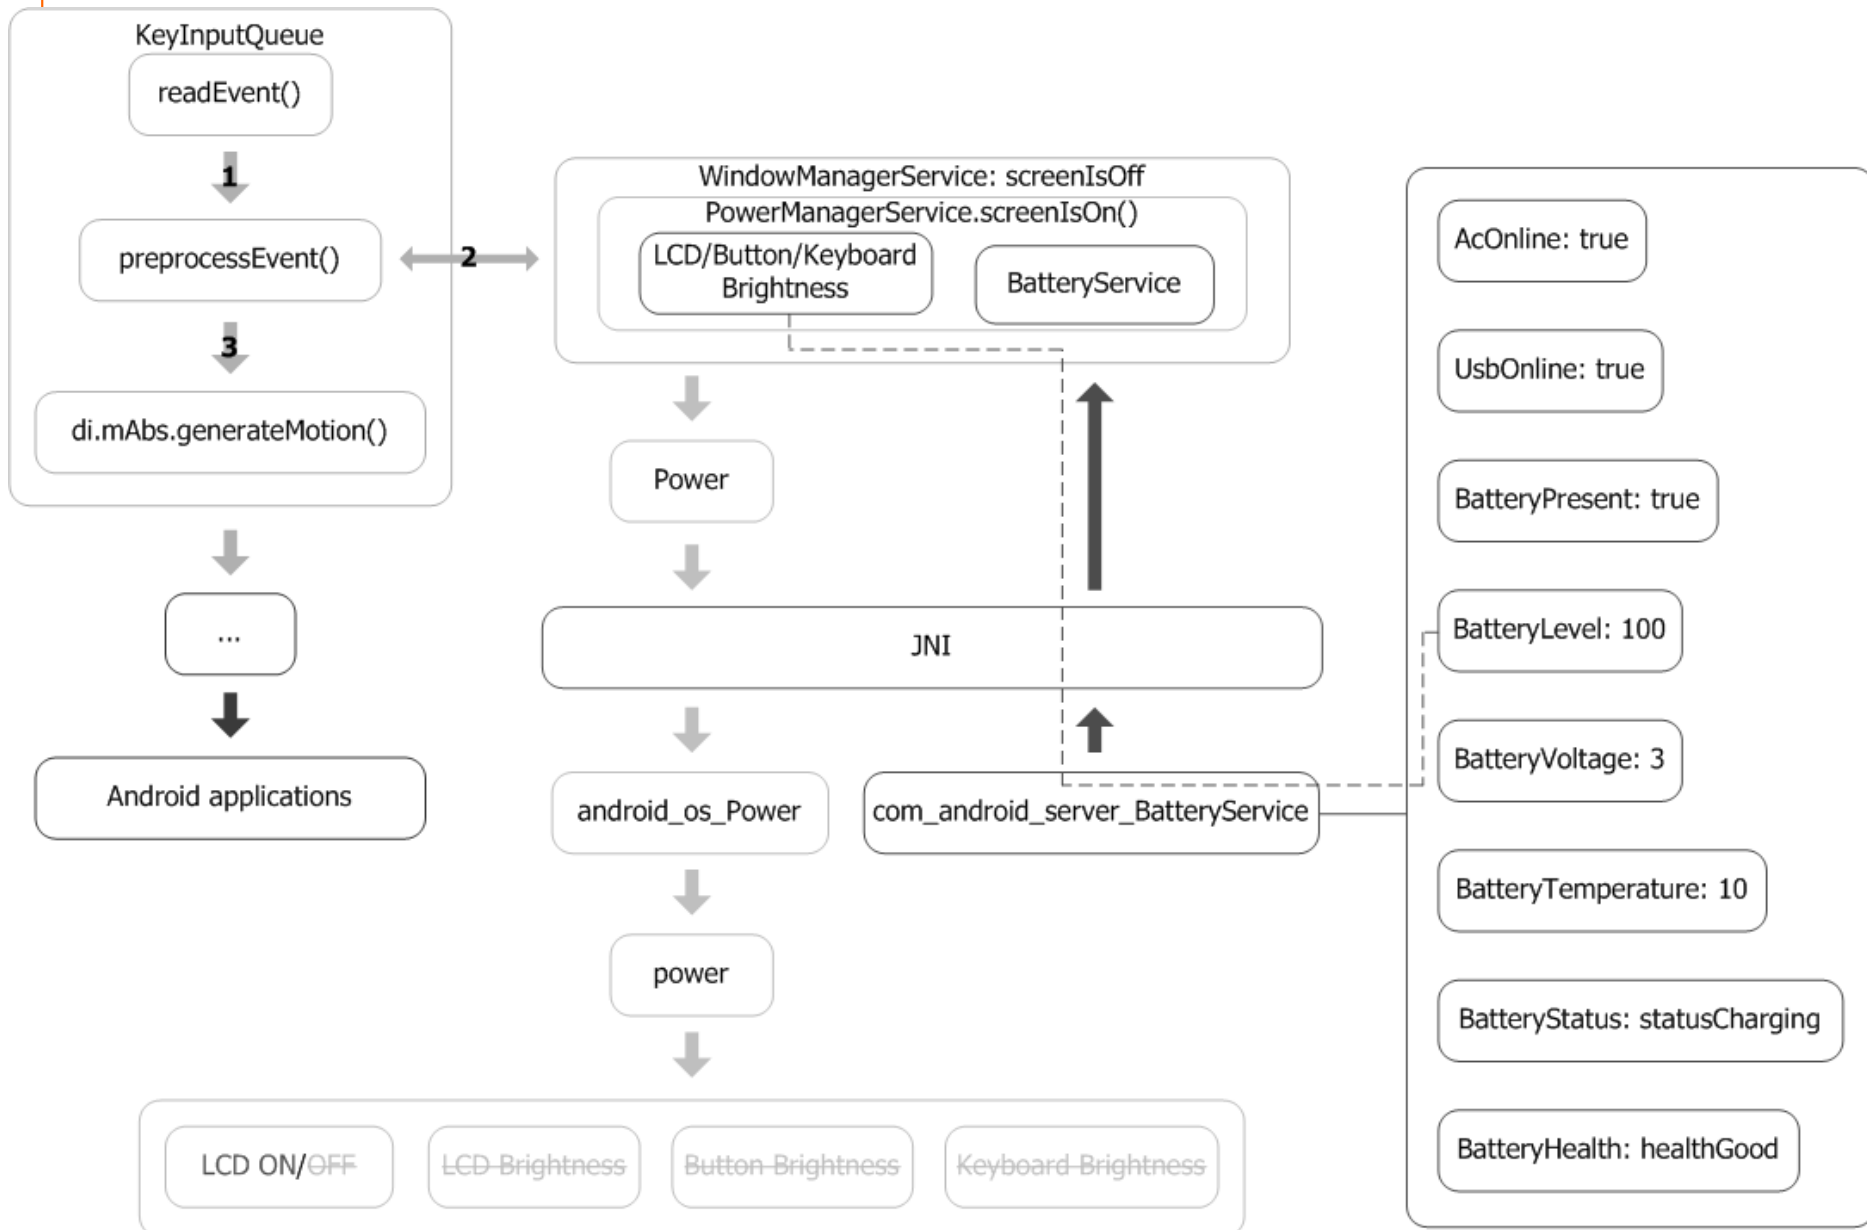 KeyInputQueue
readEvent()
1
preprocessEvent()
2
3
di.mAbs.generateMotion()
...
Android applications
WindowManagerService: screenIsOff
PowerManagerService.screenIsOn()
LCD/Button/Keyboard
Brightness
BatteryService
Power
JNI
android_os_Power
com_android_server_BatteryService
power
LCD ON/OFF
LCD Brightness
Button Brightness
Keyboard Brightness
AcOnline: true
UsbOnline: true
BatteryPresent: true
BatteryLevel: 100
BatteryVoltage: 3
BatteryTemperature: 10
BatteryStatus: statusCharging
BatteryHealth: healthGood